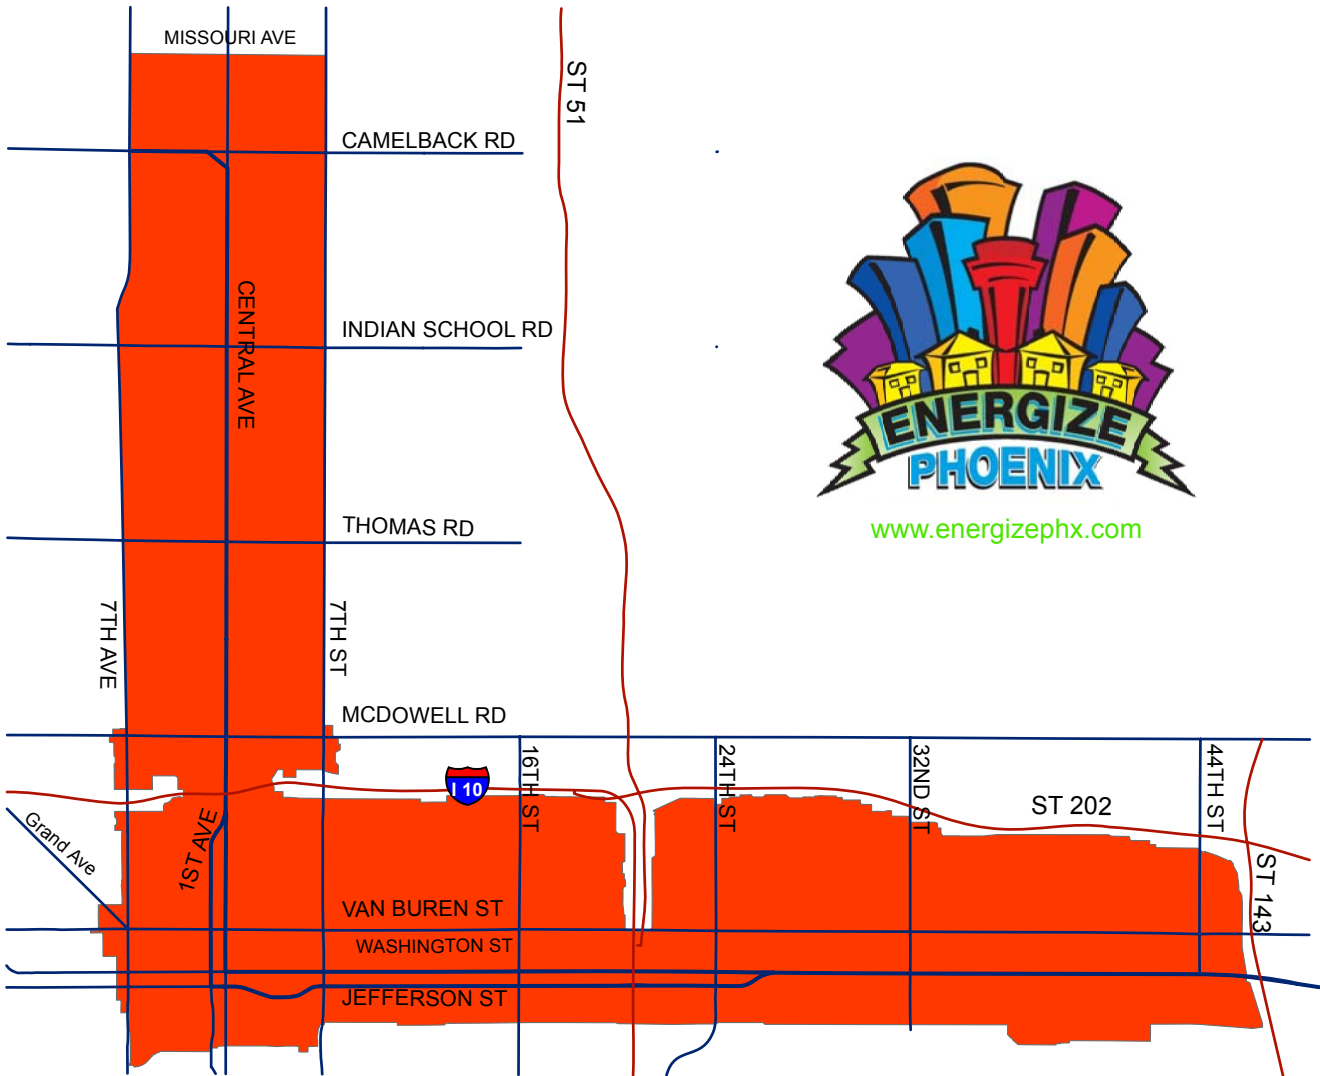 MISSOURI AVE
ST 51
CAMELBACK RD
CENTRAL AVE
INDIAN SCHOOL RD
ENERGIZE
PHOENIX
www.energizephx.com
THOMAS RD
7TH AVE
7TH ST
MCDOWELL RD
16TH ST
24TH ST
32ND ST
44TH ST
I 10
ST 202
Grand Ave
1ST AVE
ST 143
VAN BUREN ST
WASHINGTON ST
JEFFERSON ST